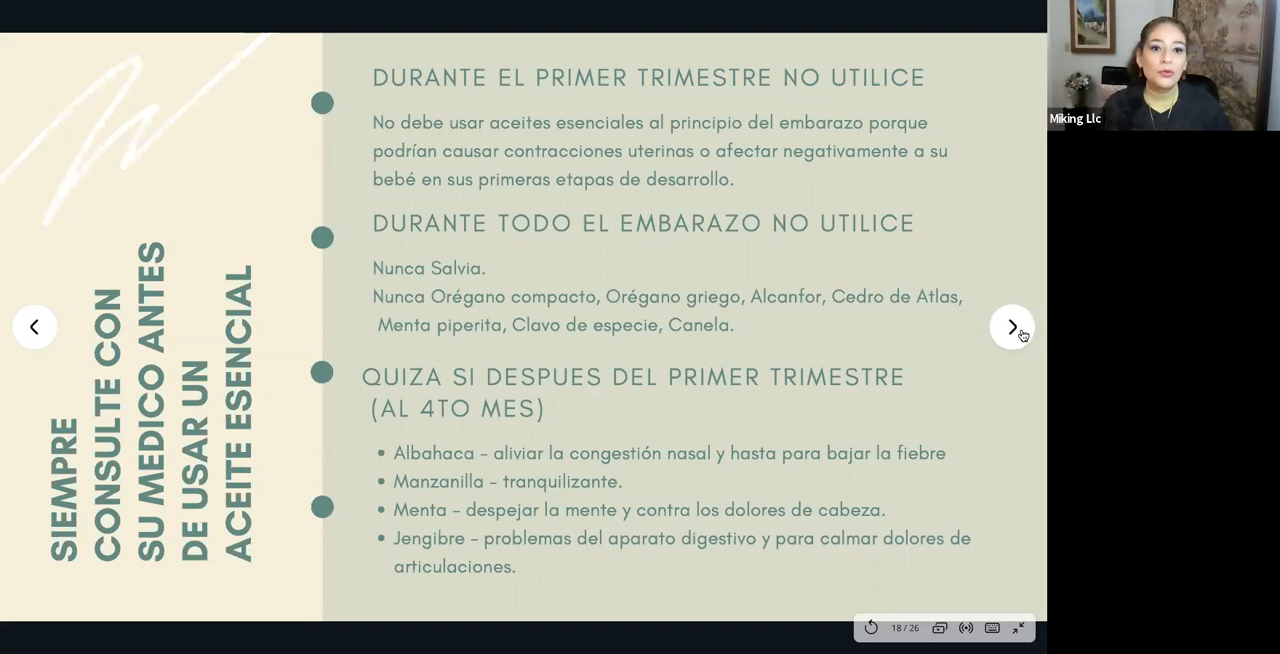 SIEMPRE
CONSULTE CON
SU MEDICO ANTES
DE USAR UN
ACEITE ESENCIAL
DURANTE EL PRIMER TRIMESTRE NO UTILICE
No debe usar aceites esenciales al principio del embarazo porque
podrían causar contracciones uterinas o afectar negativamente a su
bebé en sus primeras etapas de desarrollo.
DURANTE TODO EL EMBARAZO NO UTILICE
Nunca Salvia.
Nunca Orégano compacto, Orégano griego, Alcanfor, Cedro de Atlas,
Menta piperita, Clavo de especie, Canela.
QUIZA SI DESPUES DEL PRIMER TRIMESTRE
(AL 4TO MES)
• Albahaca - aliviar la congestión nasal y hasta para bajar la fiebre
• Manzanilla - tranquilizante.
• Menta - despejar la mente y contra los dolores de cabeza.
• Jengibre - problemas del aparato digestivo y para calmar dolores de
articulaciones.
18 / 26
Miking Llc